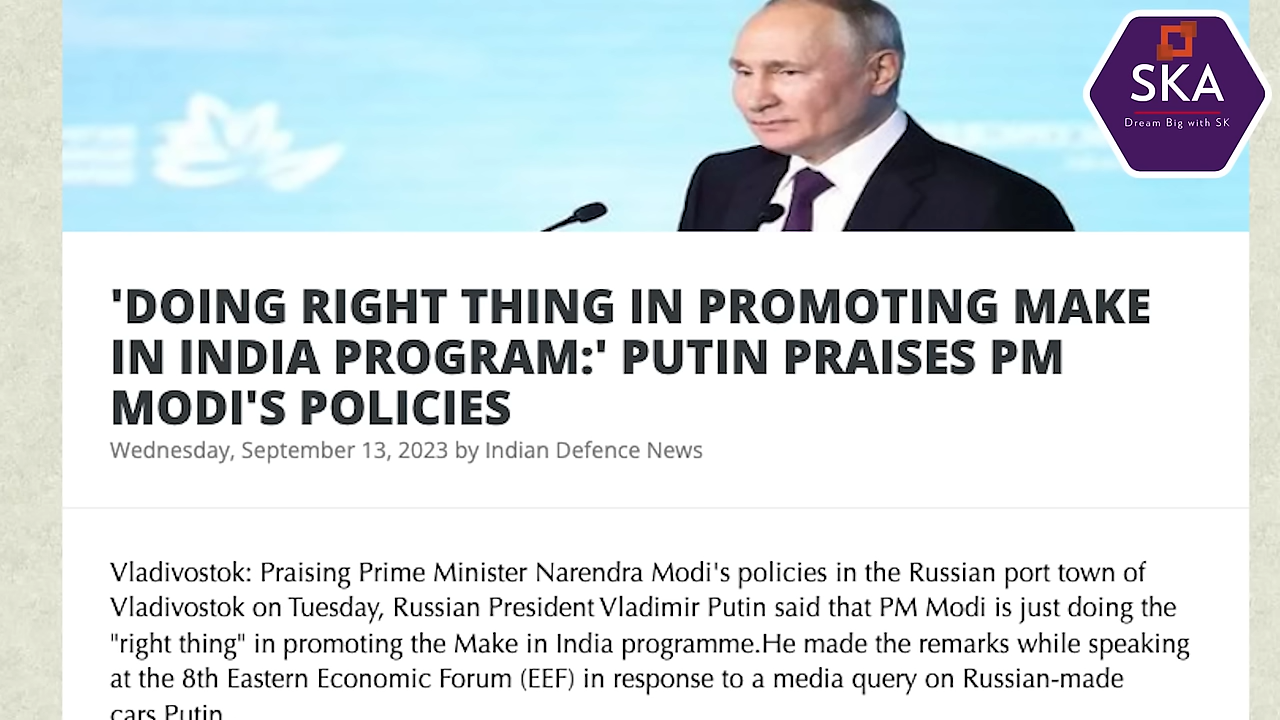 SKA
Dream Big with SK
'DOING RIGHT THING IN PROMOTING MAKE
IN INDIA PROGRAM:' PUTIN PRAISES PM
MODI'S POLICIES
Wednesday, September 13, 2023 by Indian Defence News
Vladivostok: Praising Prime Minister Narendra Modi's policies in the Russian port town of
Vladivostok on Tuesday, Russian President Vladimir Putin said that PM Modi is just doing the
"right thing" in promoting the Make in India programme.He made the remarks while speaking
at the 8th Eastern Economic Forum (EEF) in response to a media query on Russian-made
cars.Putin